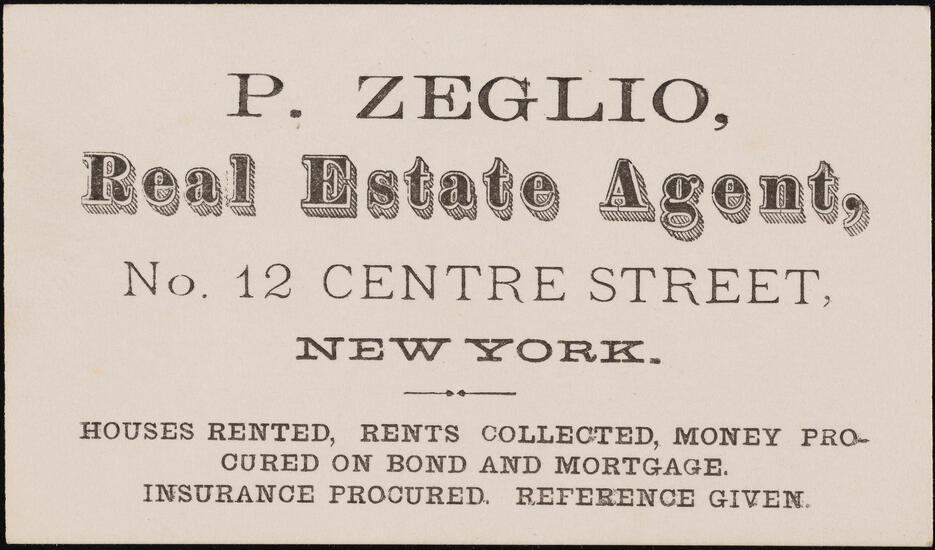 P. ZEGLIO,
Real Estate Agent,
No. 12 CENTRE STREET,
NEW YORK.
HOUSES RENTED, RENTS COLLECTED, MONEY PRO-
CURED ON BOND AND MORTGAGE.
INSURANCE PROCURED. REFERENCE GIVEN.